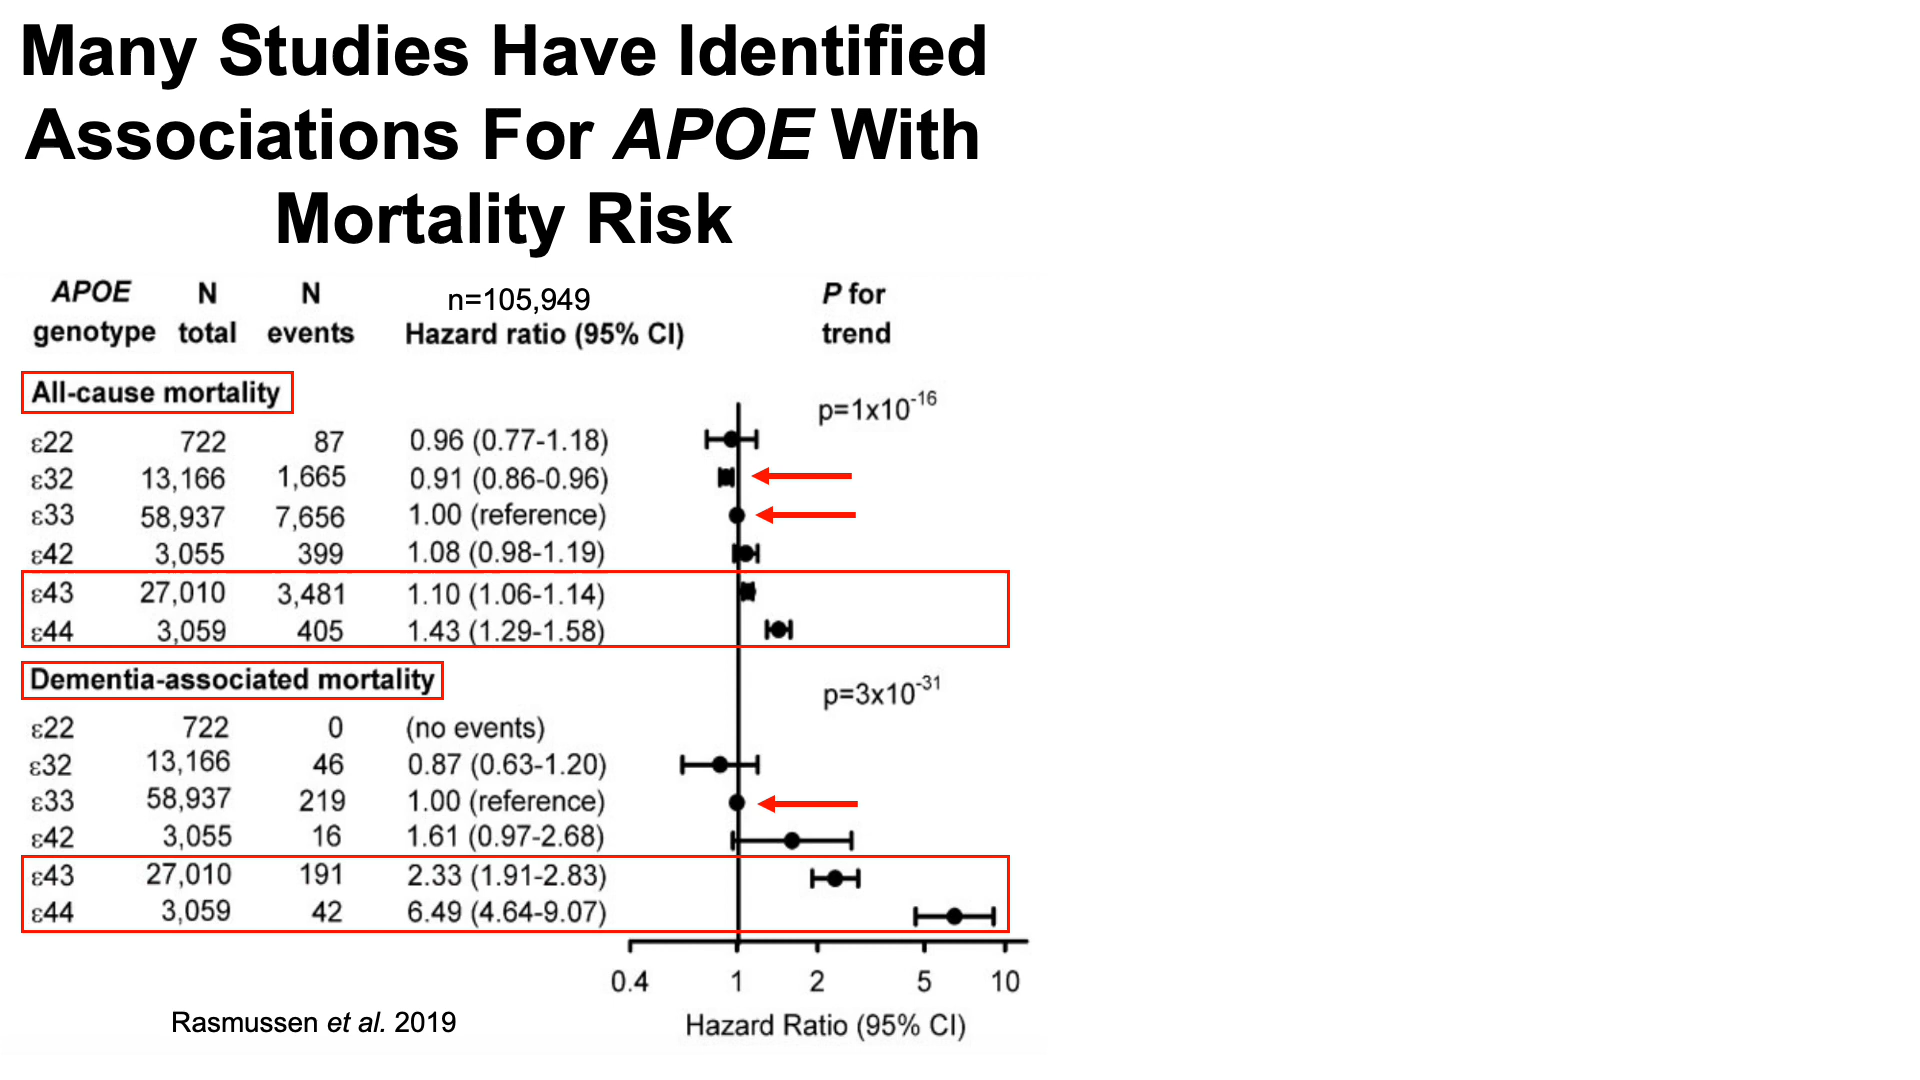 Many Studies Have Identified
Associations For APOE With
Mortality Risk
APOE N N n=105,949 P for
genotype total events Hazard ratio (95% CI) trend
All-cause mortality
p=1x10-16
ε22 722 87 0.96 (0.77-1.18)
ε32 13,166 1,665 0.91 (0.86-0.96)
ε33 58,937 7,656 1.00 (reference)
ε42 3,055 399 1.08 (0.98-1.19)
ε43 27,010 3,481 1.10 (1.06-1.14)
ε44 3,059 405 1.43 (1.29-1.58)
Dementia-associated mortality
p=3x10-31
ε22 722 0 (no events)
ε32 13,166 46 0.87 (0.63-1.20)
ε33 58,937 219 1.00 (reference)
ε42 3,055 16 1.61 (0.97-2.68)
ε43 27,010 191 2.33 (1.91-2.83)
ε44 3,059 42 6.49 (4.64-9.07)
0.4 1 2 5 10
Rasmussen et al. 2019 Hazard Ratio (95% CI)